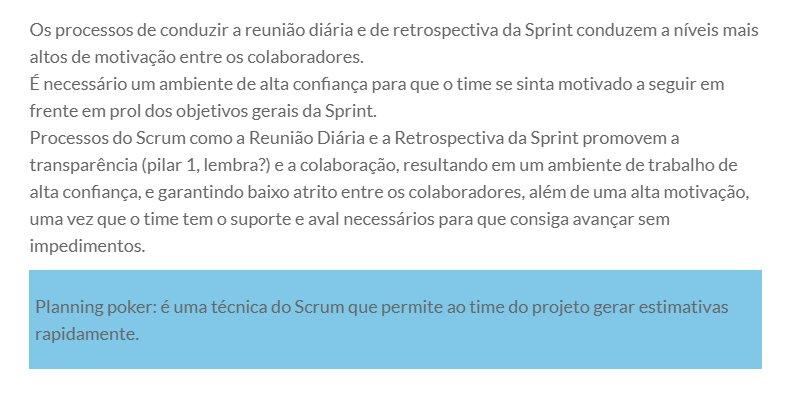 Os processos de conduzir a reunião diária e de retrospectiva da Sprint conduzem a níveis mais
altos de motivação entre os colaboradores.
É necessário um ambiente de alta confiança para que o time se sinta motivado a seguir em
frente em prol dos objetivos gerais da Sprint.
Processos do Scrum como a Reunião Diária e a Retrospectiva da Sprint promovem a
transparência (pilar 1, lembra?) e a colaboração, resultando em um ambiente de trabalho de
alta confiança, e garantindo baixo atrito entre os colaboradores, além de uma alta motivação,
uma vez que o time tem o suporte e aval necessários para que consiga avançar sem
impedimentos.
Planning poker: é uma técnica do Scrum que permite ao time do projeto gerar estimativas
rapidamente.